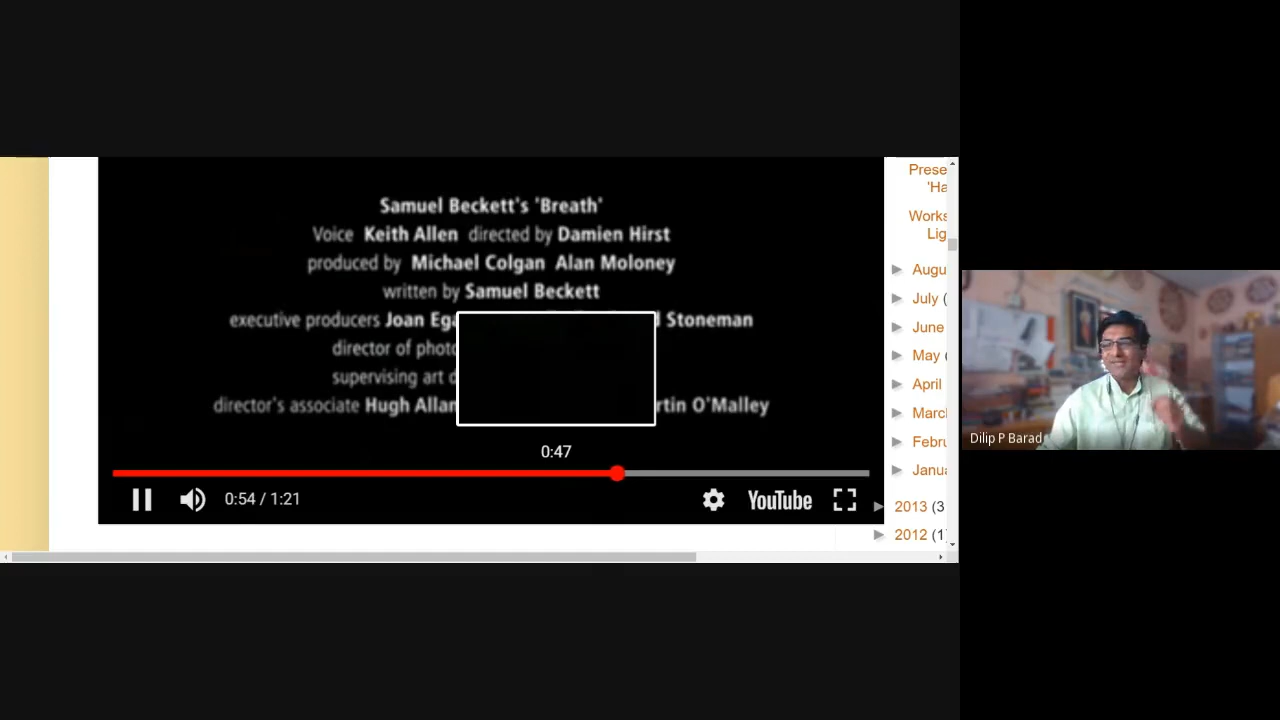 Samuel Beckett's 'Breath'
Voice Keith Allen directed by Damien Hirst
produced by Michael Colgan Alan Moloney
written by Samuel Beckett
executive producers Joan Ega Stoneman
director of photo
supervising art d
director's associate Hugh Allan rtin O'Malley
0:47
0:54 / 1:21
YouTube
Prese
'Ha
Works
Lig
Augu
July (
June
May (
April
March
Febru
Janua
2013 (3
2012 (1
Dilip P Barad